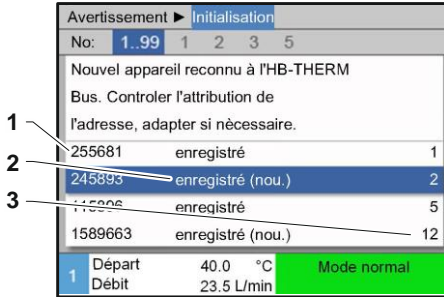 Avertissement ► Initialisation
No: 1..99 1 2 3 5
Nouvel appareil reconnu à l'HB-THERM
Bus. Controler l'attribution de
l'adresse, adapter si nècessaire.
1
255681 enregistré 1
2
245893 enregistré (nou.) 2
3
enregistré 5
1589663 enregistré (nou.) 12
1 Départ 40.0 °C Mode normal
Débit 23.5 L/min